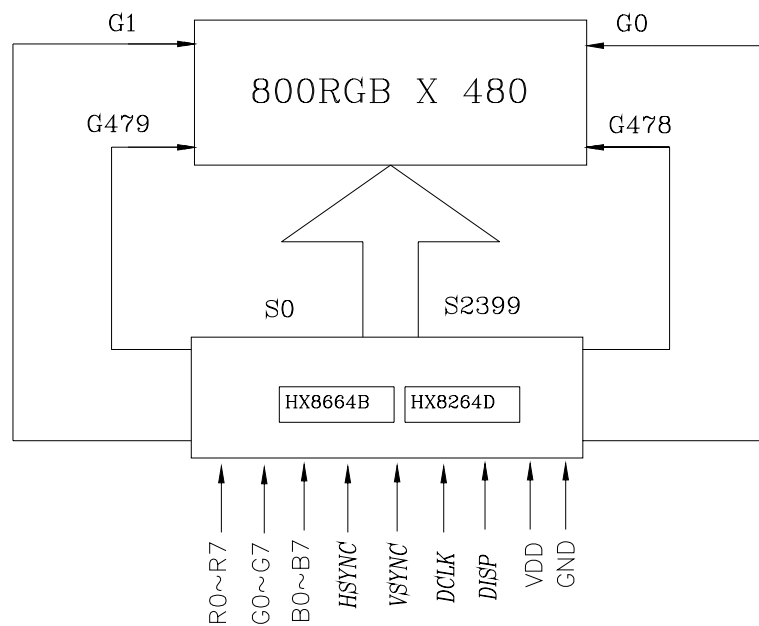 G1
G0
800RGB X 480
G479
G478
S0
S2399
HX8664B
HX8264D
R0~R7
G0~G7
B0~B7
HSYNC
VSYNC
DCLK
DISP
VDD
GND